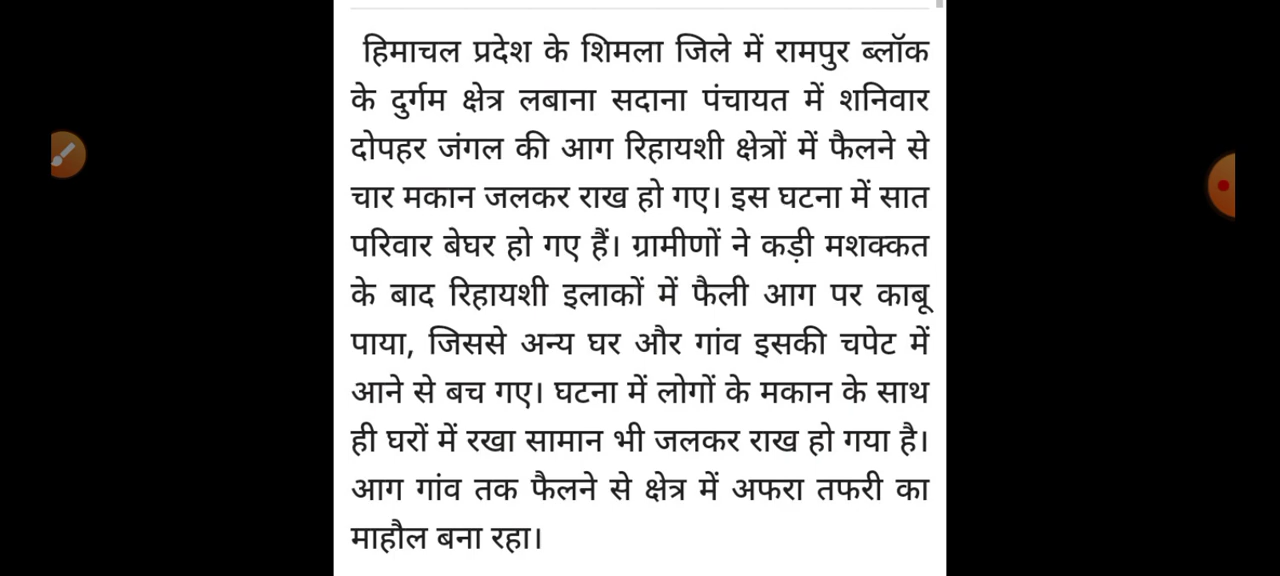 हिमाचल प्रदेश के शिमला जिले में रामपुर ब्लॉक
के दुर्गम क्षेत्र लबाना सदाना पंचायत में शनिवार
दोपहर जंगल की आग रिहायशी क्षेत्रों में फैलने से
चार मकान जलकर राख हो गए। इस घटना में सात
परिवार बेघर हो गए हैं। ग्रामीणों ने कड़ी मशक्कत
के बाद रिहायशी इलाकों में फैली आग पर काबू
पाया, जिससे अन्य घर और गांव इसकी चपेट में
आने से बच गए। घटना में लोगों के मकान के साथ
ही घरों में रखा सामान भी जलकर राख हो गया है।
आग गांव तक फैलने से क्षेत्र में अफरा तफरी का
माहौल बना रहा।